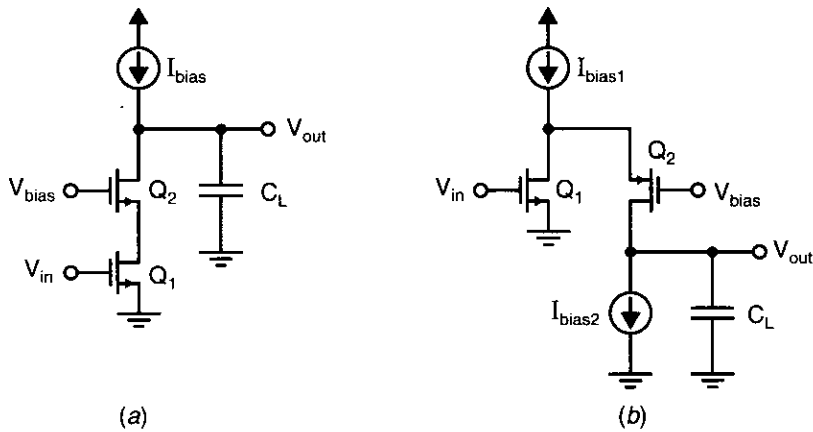 I_bias
V_out
V_bias
Q_2
C_L
V_in
Q_1
(a)
I_bias1
Q_2
V_in
Q_1
V_bias
V_out
I_bias2
C_L
(b)